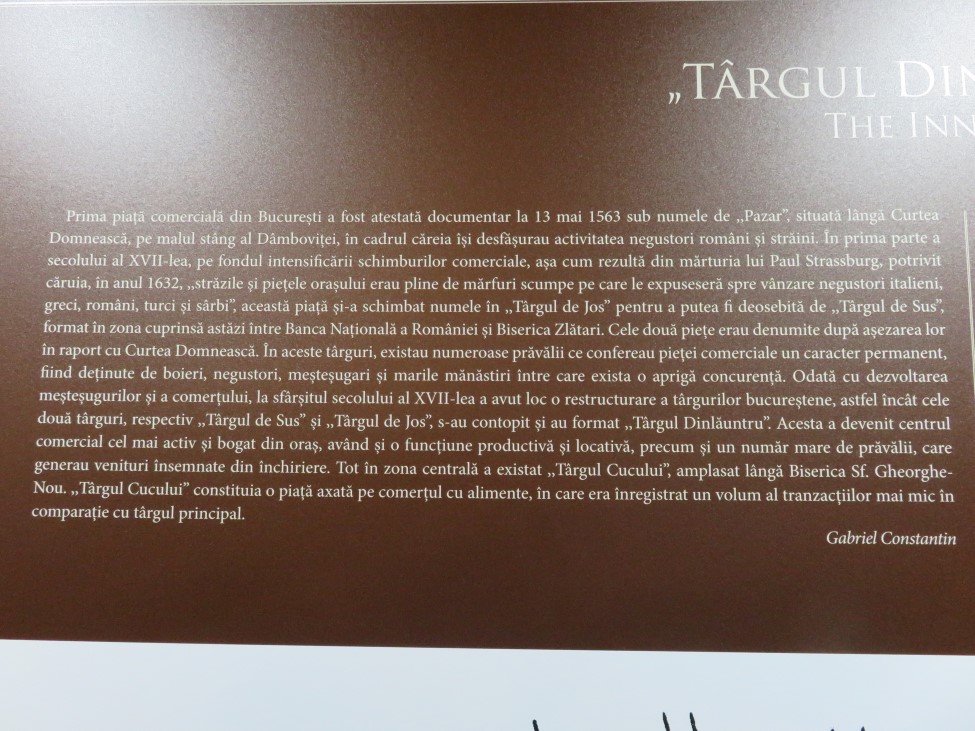 „TÂRGUL DIN
THE INN
Prima piață comercială din București a fost atestată documentar la 13 mai 1563 sub numele de ,,Pazar”, situată lângă Curtea
Domnească, pe malul stâng al Dâmboviței, în cadrul căreia își desfășurau activitatea negustori români și străini. În prima parte a
secolului al XVII-lea, pe fondul intensificării schimburilor comerciale, așa cum rezultă din mărturia lui Paul Strassburg, potrivit
căruia, în anul 1632, ,,străzile și piețele orașului erau pline de mărfuri scumpe pe care le expuseseră spre vânzare negustori italieni,
greci, români, turci și sârbi”, această piață și-a schimbat numele în ,,Târgul de Jos” pentru a putea fi deosebită de ,,Târgul de Sus”,
format în zona cuprinsă astăzi între Banca Națională a României și Biserica Zlătari. Cele două piețe erau denumite după așezarea lor
în raport cu Curtea Domnească. În aceste târguri, existau numeroase prăvălii ce confereau pieței comerciale un caracter permanent,
fiind deținute de boieri, negustori, meșteșugari și marile mănăstiri între care exista o aprigă concurență. Odată cu dezvoltarea
meșteșugurilor și a comerțului, la sfârșitul secolului al XVII-lea a avut loc o restructurare a târgurilor bucureștene, astfel încât cele
două târguri, respectiv ,,Târgul de Sus” și ,,Târgul de Jos”, s-au contopit și au format ,,Târgul Dinlăuntru”. Acesta a devenit centrul
comercial cel mai activ și bogat din oraș, având și o funcțiune productivă și locativă, precum și un număr mare de prăvălii, care
generau venituri însemnate din închiriere. Tot în zona centrală a existat ,,Târgul Cucului”, amplasat lângă Biserica Sf. Gheorghe-
Nou. ,,Târgul Cucului” constituia o piață axată pe comerțul cu alimente, în care era înregistrat un volum al tranzacțiilor mai mic în
comparație cu târgul principal.
Gabriel Constantin